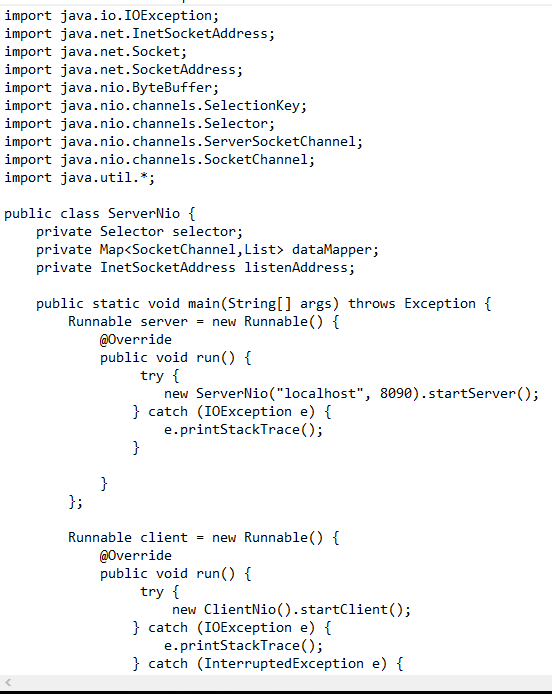 import java.io.IOException;
import java.net.InetSocketAddress;
import java.net.Socket;
import java.net.SocketAddress;
import java.nio.ByteBuffer;
import java.nio.channels.SelectionKey;
import java.nio.channels.Selector;
import java.nio.channels.ServerSocketChannel;
import java.nio.channels.SocketChannel;
import java.util.*;

public class ServerNio {
    private Selector selector;
    private Map<SocketChannel,List> dataMapper;
    private InetSocketAddress listenAddress;

    public static void main(String[] args) throws Exception {
        Runnable server = new Runnable() {
            @Override
            public void run() {
                 try {
                    new ServerNio("localhost", 8090).startServer();
                } catch (IOException e) {
                    e.printStackTrace();
                }

            }
        };

        Runnable client = new Runnable() {
            @Override
            public void run() {
                 try {
                     new ClientNio().startClient();
                } catch (IOException e) {
                    e.printStackTrace();
                } catch (InterruptedException e) {